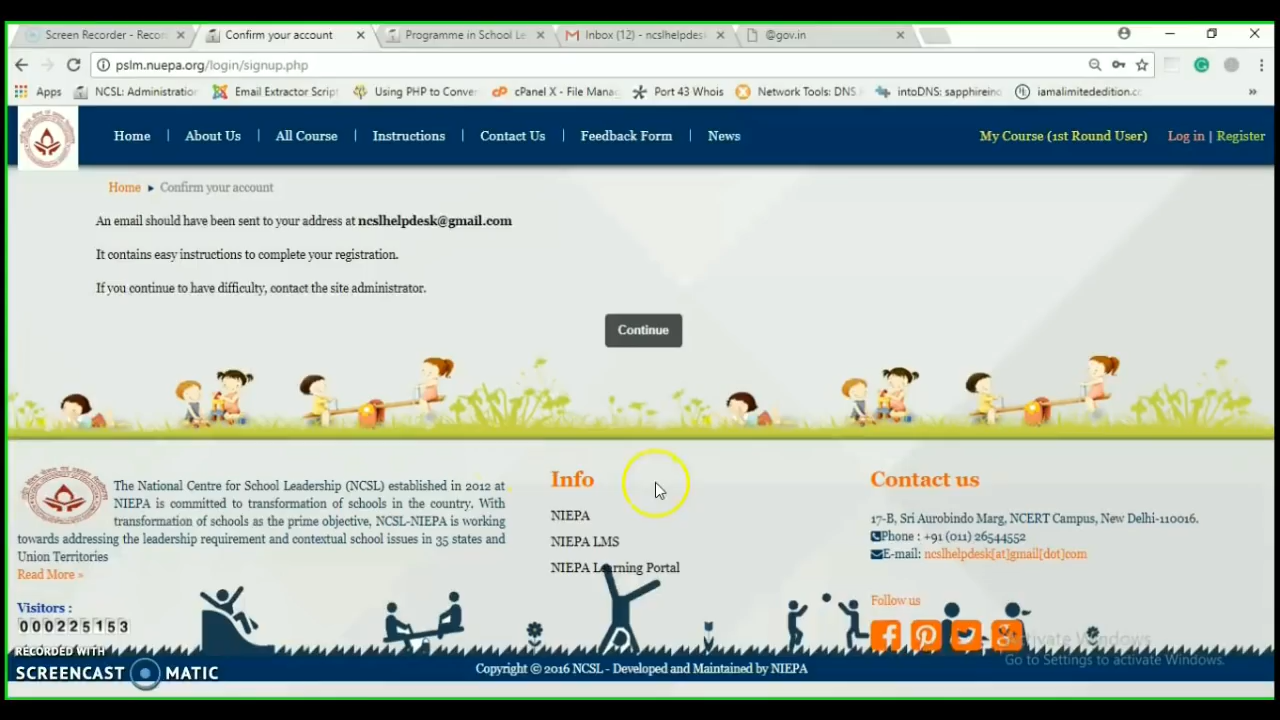 Screen Recorder - Recor
Confirm your account
Programme in School Le
Inbox (12) - ncslhelpdesk
@gov.in
pslm.nuepa.org/login/signup.php
Apps
NCSL: Administration
Email Extractor Script
Using PHP to Conver
cPanel X - File Mana
Port 43 Whois
Network Tools: DNS
intoDNS: sapphireind
iamalimitededition.co
Home | About Us | All Course | Instructions | Contact Us | Feedback Form | News
My Course (1st Round User) Log in | Register
Home ► Confirm your account
An email should have been sent to your address at ncslhelpdesk@gmail.com
It contains easy instructions to complete your registration.
If you continue to have difficulty, contact the site administrator.
Continue
The National Centre for School Leadership (NCSL) established in 2012 at
NIEPA is committed to transformation of schools in the country. With
transformation of schools as the prime objective, NCSL-NIEPA is working
towards addressing the leadership requirement and contextual school issues in 35 states and
Union Territories
Read More »
Visitors :
000225153
Info
NIEPA
NIEPA LMS
NIEPA Learning Portal
Contact us
17-B, Sri Aurobindo Marg, NCERT Campus, New Delhi-110016.
Phone : +91 (011) 26544552
E-mail: ncslhelpdesk[at]gmail[dot]com
Follow us
Activate Windows
Go to Settings to activate Windows.
RECORDED WITH
SCREENCAST MATIC
Copyright © 2016 NCSL - Developed and Maintained by NIEPA